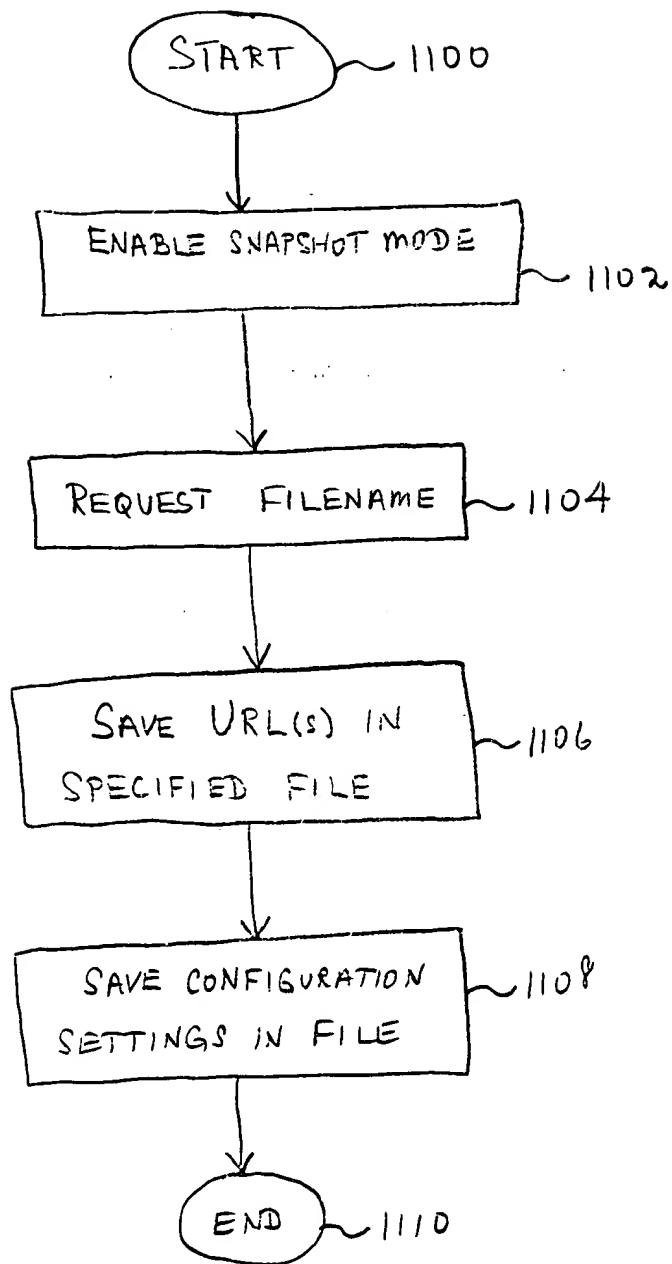 START
1100
ENABLE SNAPSHOT MODE
1102
REQUEST FILENAME
1104
SAVE URL(S) IN
SPECIFIED FILE
1106
SAVE CONFIGURATION
SETTINGS IN FILE
1108
END
1110